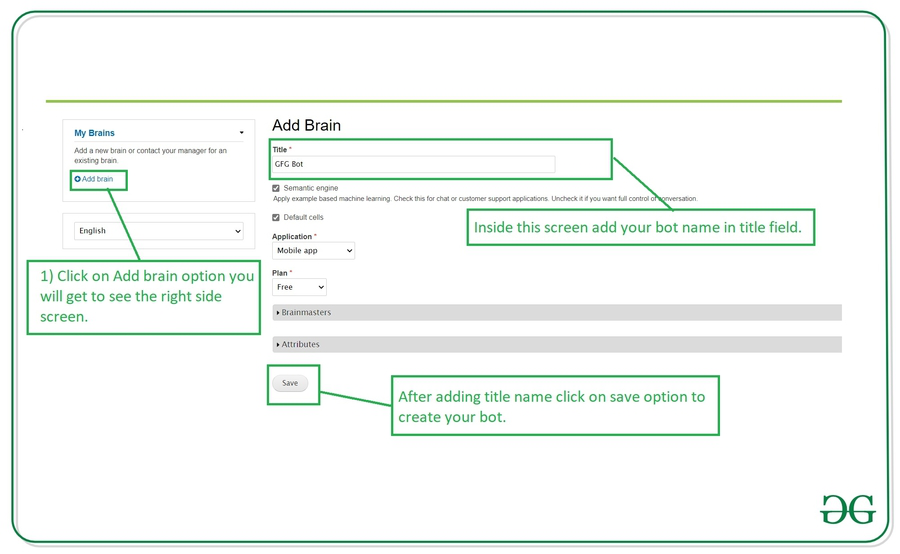 My Brains
Add a new brain or contact your manager for an
existing brain.
Add brain
English
1) Click on Add brain option you
will get to see the right side
screen.
Add Brain
Title *
GFG Bot
Semantic engine
Apply example based machine learning. Check this for chat or customer support applications. Uncheck it if you want full control of conversation.
Default cells
Inside this screen add your bot name in title field.
Application *
Mobile app
Plan *
Free
Brainmasters
Attributes
Save
After adding title name click on save option to
create your bot.